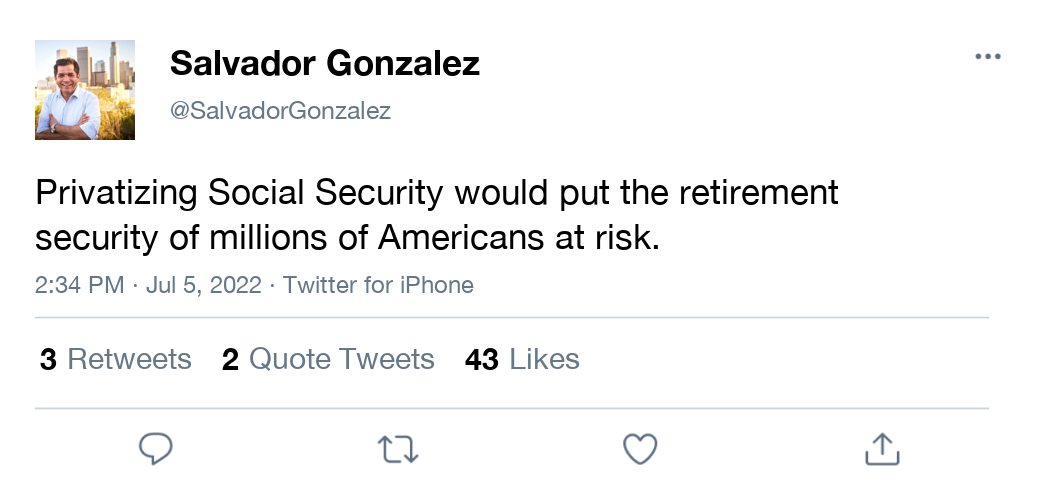 Salvador Gonzalez
@SalvadorGonzalez
Privatizing Social Security would put the retirement
security of millions of Americans at risk.
2:34 PM · Jul 5, 2022 · Twitter for iPhone
3 Retweets 2 Quote Tweets 43 Likes